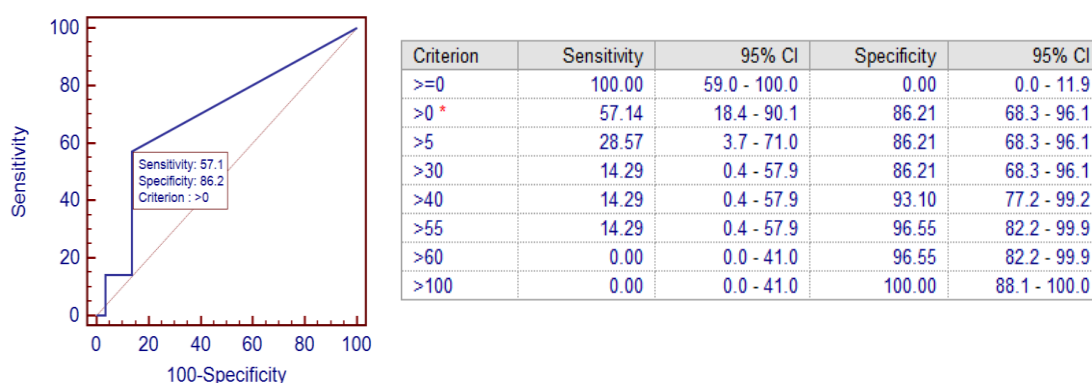 100
80
60
40
20
0
Sensitivity
Sensitivity: 57.1
Specificity: 86.2
Criterion : >0
0 20 40 60 80 100
100-Specificity
Criterion Sensitivity 95% CI Specificity 95% CI
>=0 100.00 59.0 - 100.0 0.00 0.0 - 11.9
>0 * 57.14 18.4 - 90.1 86.21 68.3 - 96.1
>5 28.57 3.7 - 71.0 86.21 68.3 - 96.1
>30 14.29 0.4 - 57.9 86.21 68.3 - 96.1
>40 14.29 0.4 - 57.9 93.10 77.2 - 99.2
>55 14.29 0.4 - 57.9 96.55 82.2 - 99.9
>60 0.00 0.0 - 41.0 96.55 82.2 - 99.9
>100 0.00 0.0 - 41.0 100.00 88.1 - 100.0